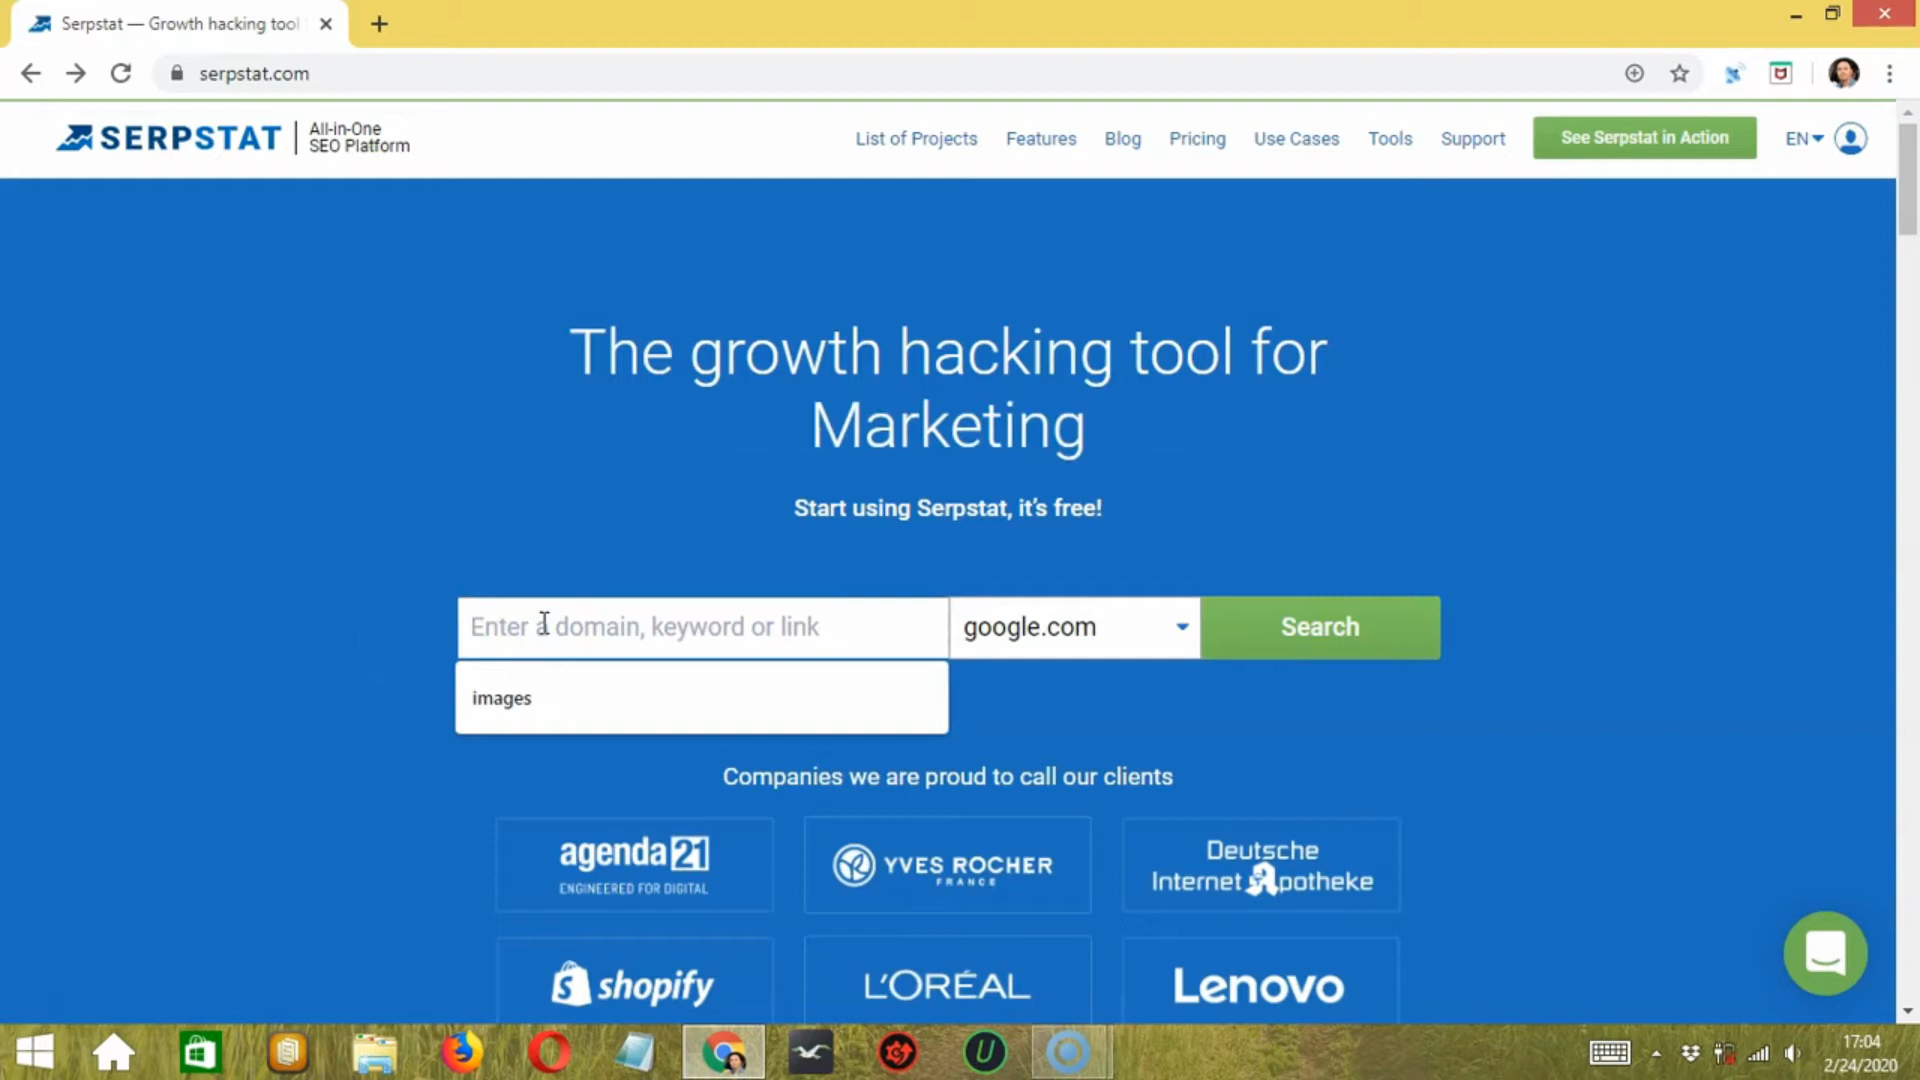 Serpstat — Growth hacking tool
serpstat.com
SERPSTAT
All-in-One
SEO Platform
List of Projects
Features
Blog
Pricing
Use Cases
Tools
Support
See Serpstat in Action
EN
The growth hacking tool for
Marketing
Start using Serpstat, it's free!
Enter a domain, keyword or link
google.com
Search
images
Companies we are proud to call our clients
agenda21
ENGINEERED FOR DIGITAL
YVES ROCHER
FRANCE
Deutsche
Internet Apotheke
shopify
L'ORÉAL
Lenovo
17:04
2/24/2020